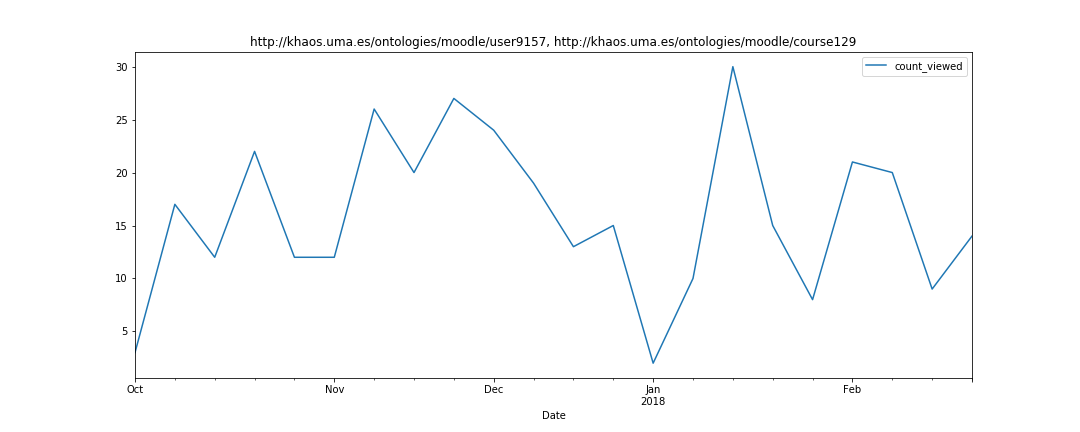 http://khaos.uma.es/ontologies/moodle/user9157, http://khaos.uma.es/ontologies/moodle/course129
count_viewed
30
25
20
15
10
5
Oct Nov Dec Jan Feb
2018
Date